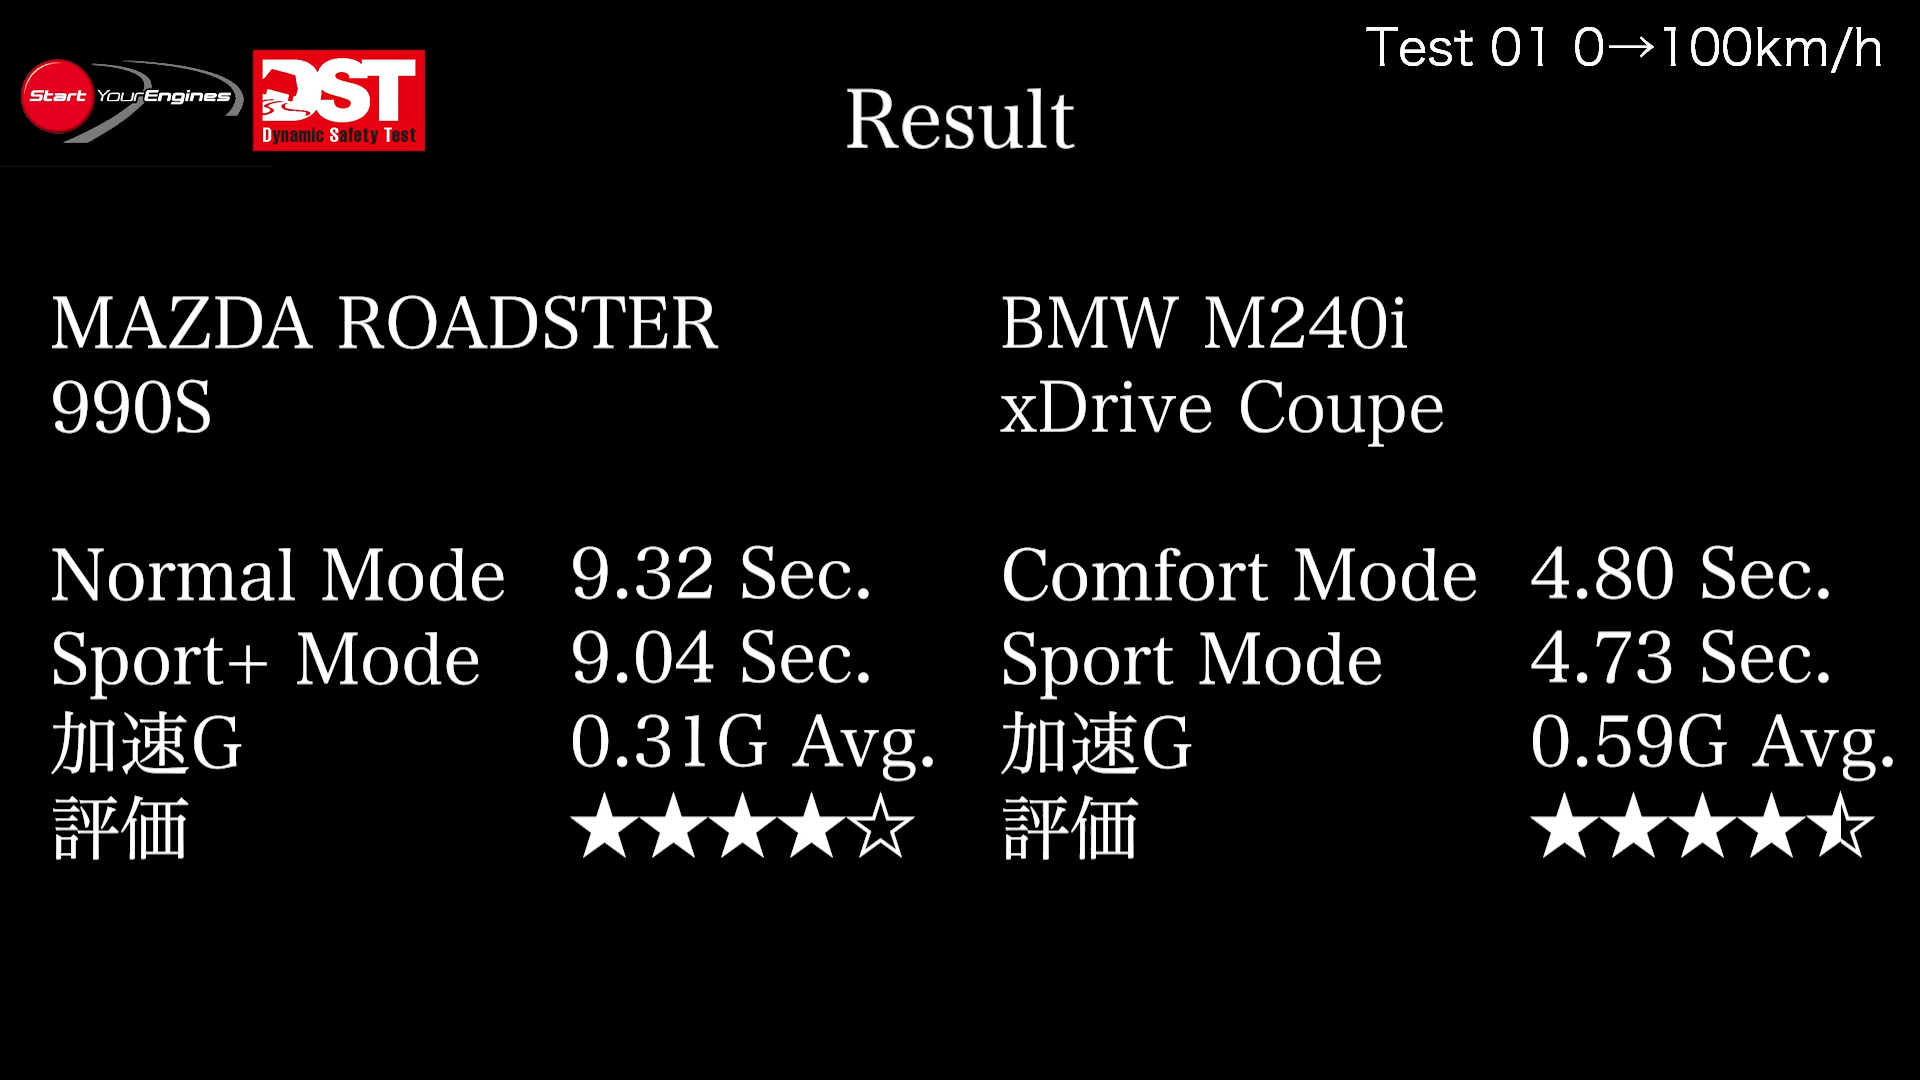 Start YourEngines
DST
Dynamic Safety Test
Test 01 0→100km/h
Result
MAZDA ROADSTER
990S
Normal Mode 9.32 Sec.
Sport+ Mode 9.04 Sec.
加速G 0.31G Avg.
評価 ★★★★☆
BMW M240i
xDrive Coupe
Comfort Mode 4.80 Sec.
Sport Mode 4.73 Sec.
加速G 0.59G Avg.
評価 ★★★★⯪